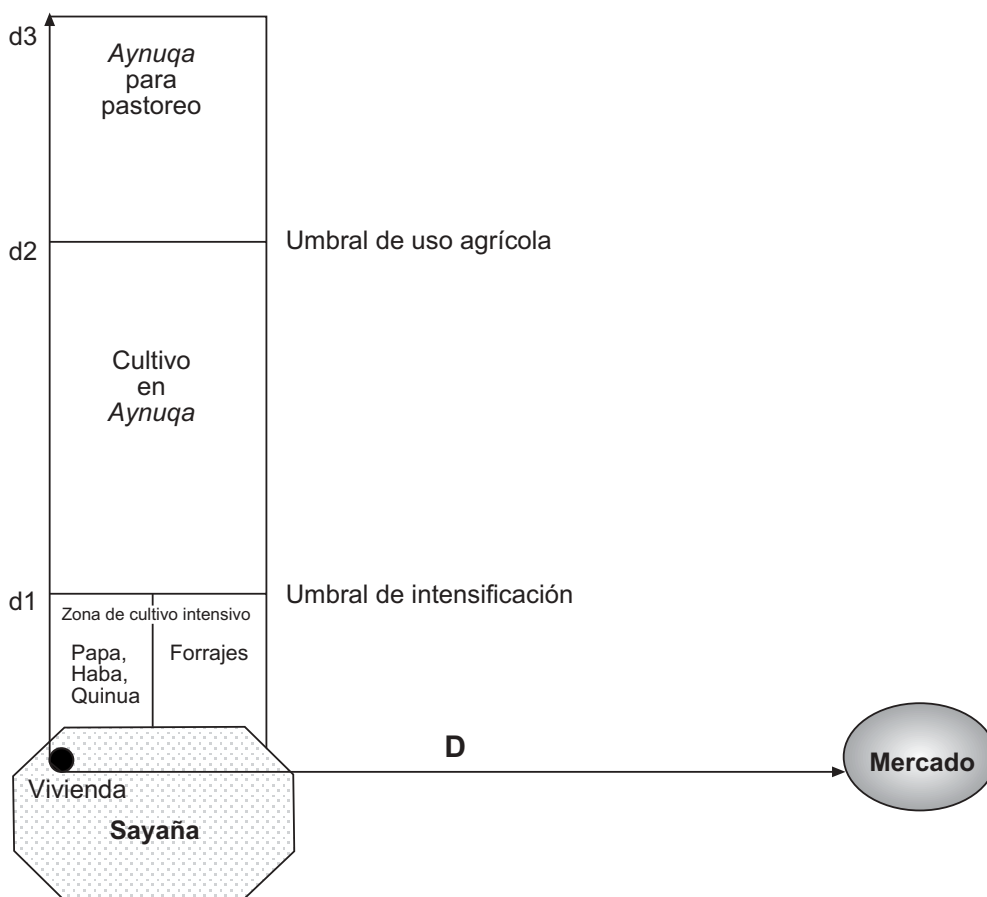 d3
Aynuqa
para
pastoreo
d2
Umbral de uso agrícola
Cultivo
en
Aynuqa
d1
Umbral de intensificación
Zona de cultivo intensivo
Papa,
Haba,
Quinua
Forrajes
D
Mercado
Vivienda
Sayaña